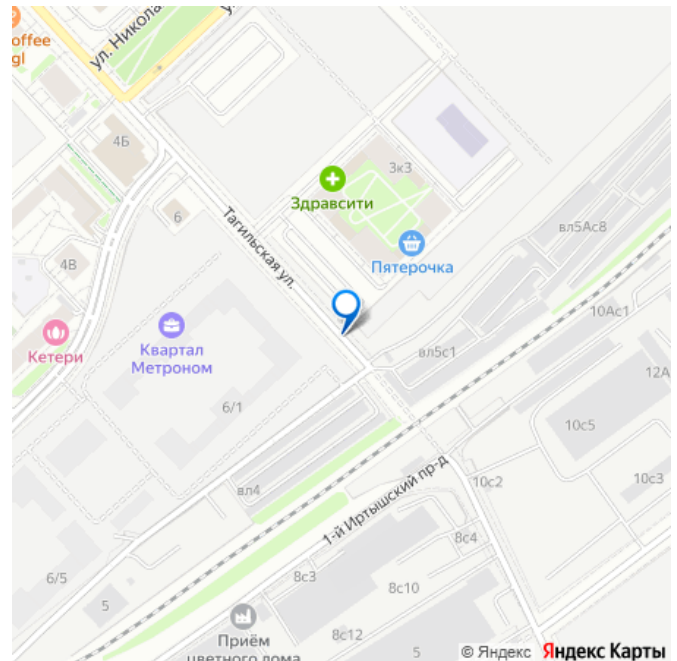 offee
gl
ул. Никола
4Б
3к3
Здравсити
6
Тагильская ул.
вл5Ас8
4В
Пятерочка
Кетери
Квартал
Метроном
вл5с1
10Ас1
12А
6/1
10с5
вл4
1-й Иртышский пр-д
10с2
10с3
8с4
6/5
5
8с3
8с10
Приём
цветного лома
8с12
5
© Яндекс Яндекс Карты